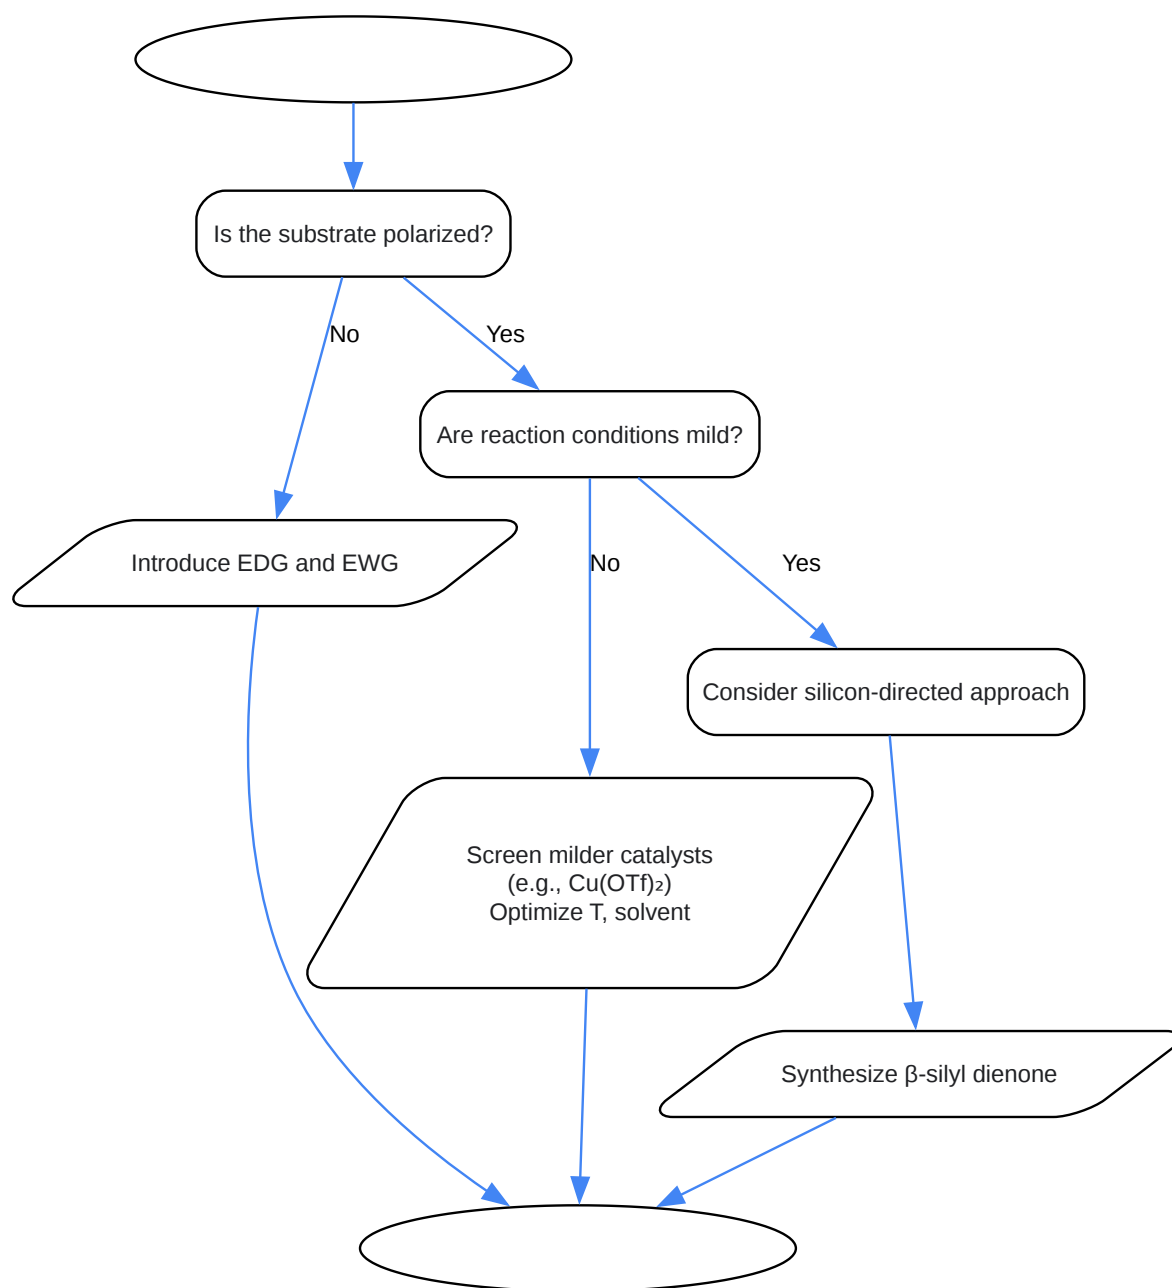 Is the substrate polarized?
No
Yes
Are reaction conditions mild?
Introduce EDG and EWG
No
Yes
Consider silicon-directed approach
Screen milder catalysts
(e.g., Cu(OTf)₂)
Optimize T, solvent
Synthesize β-silyl dienone